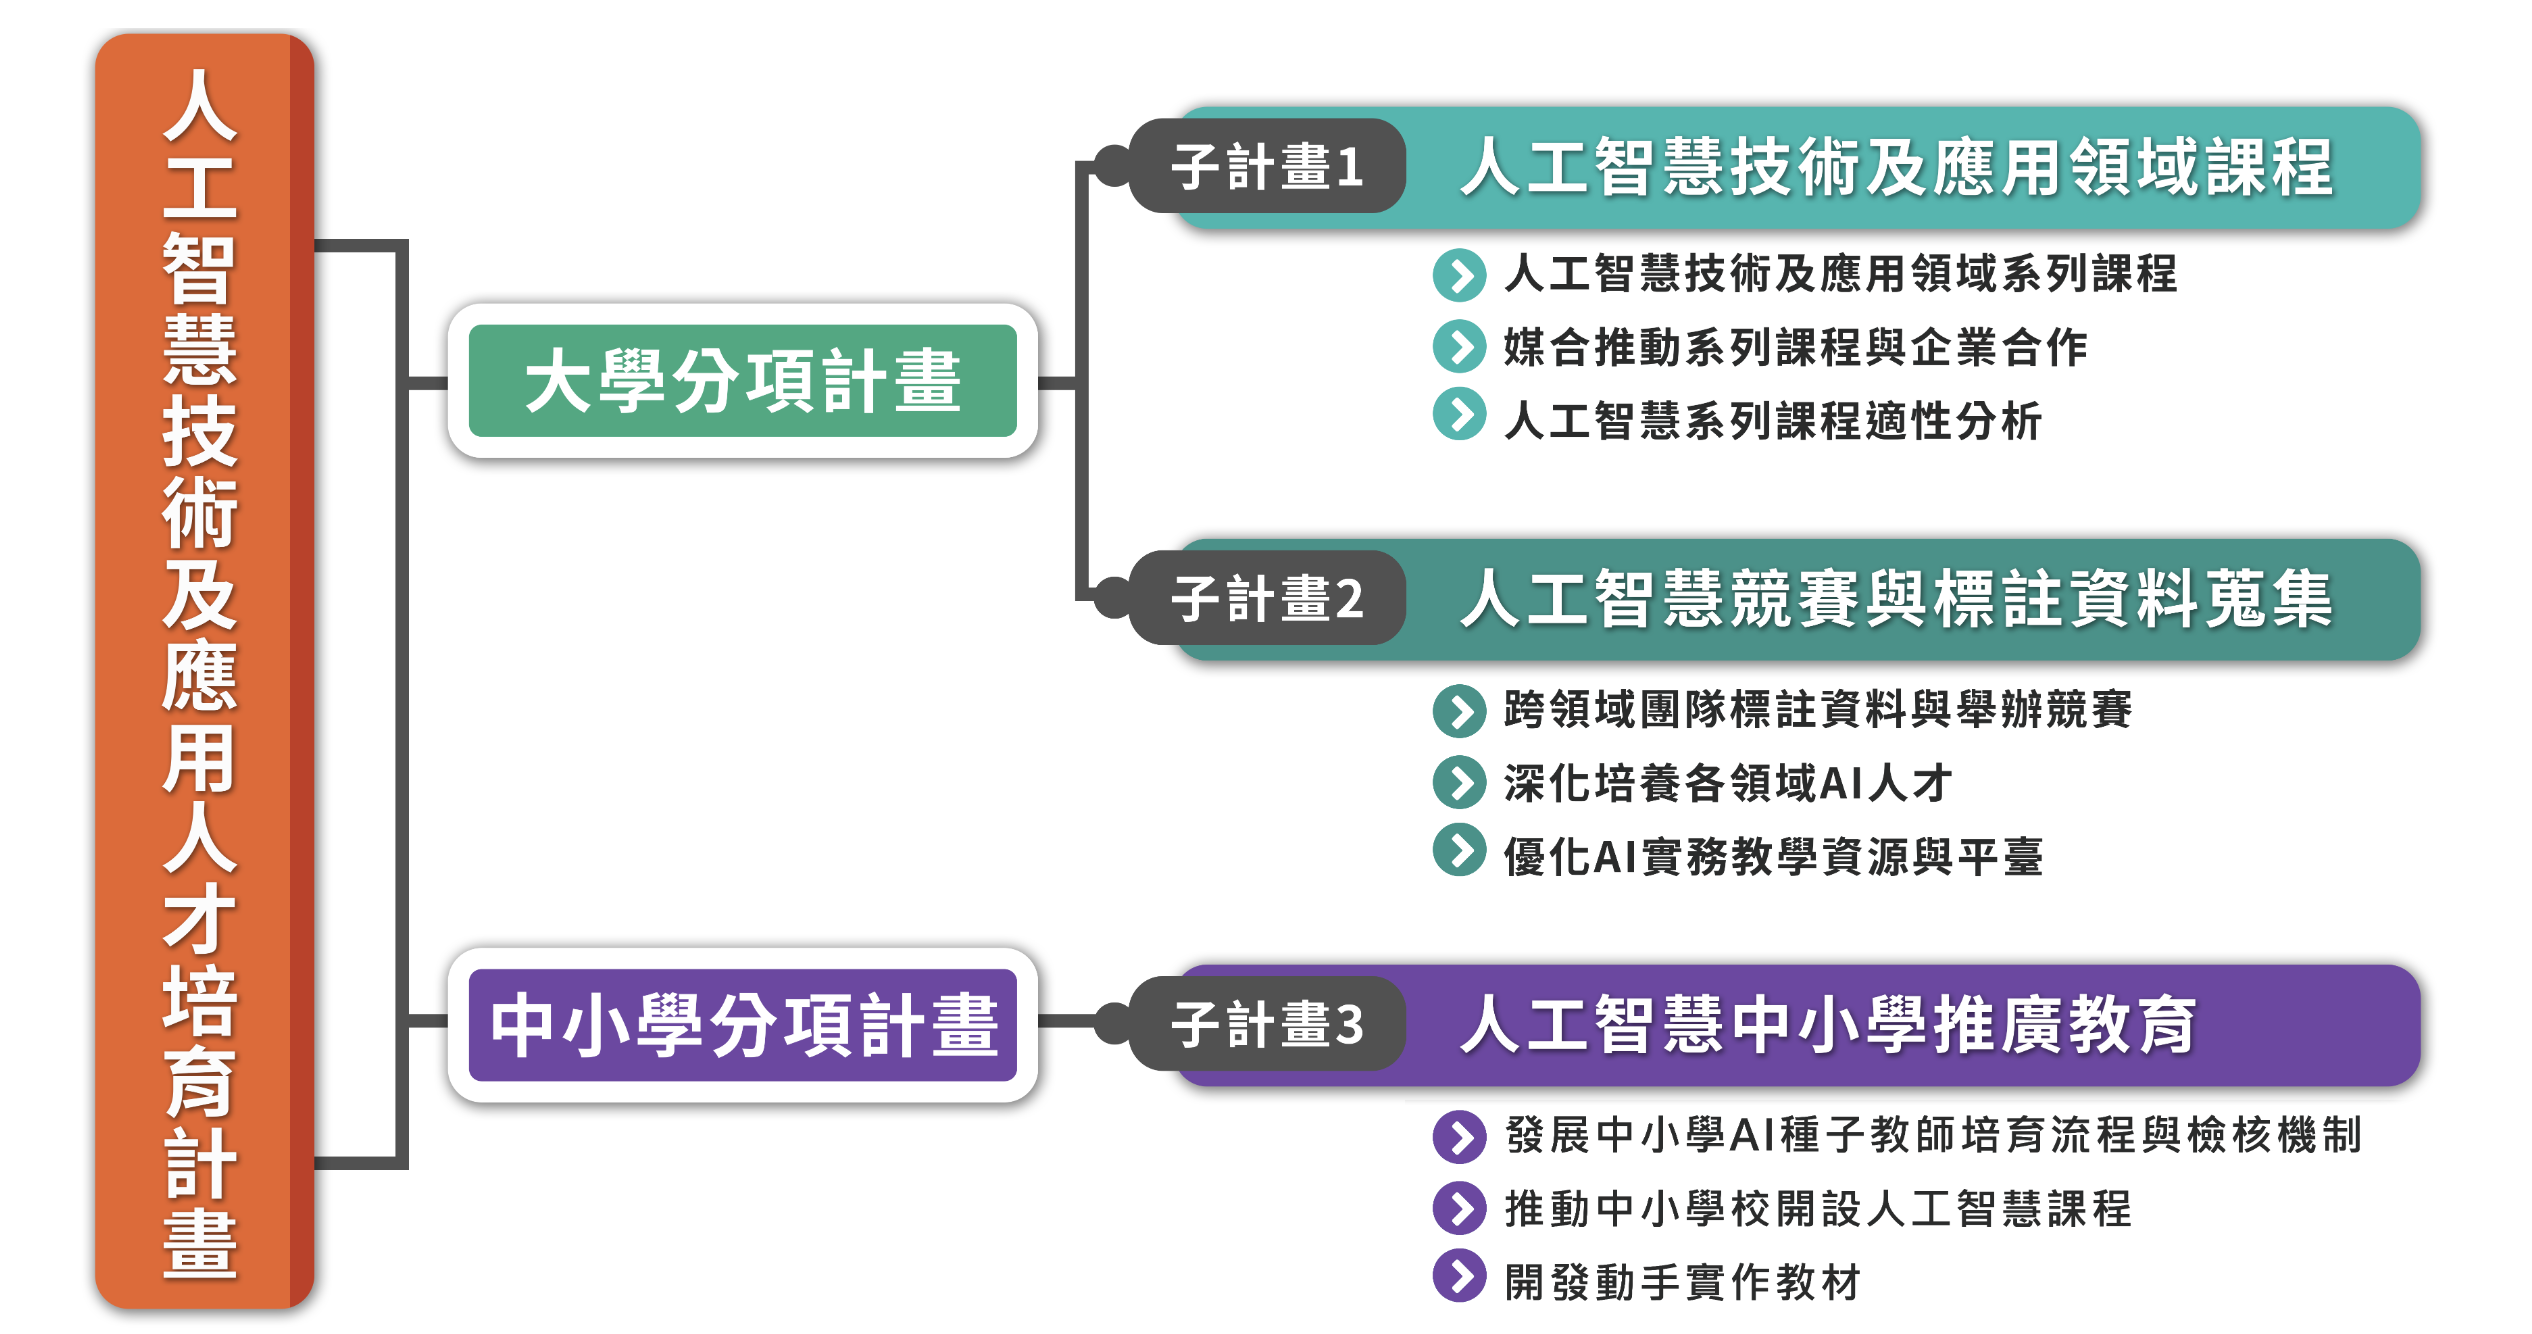 人工智慧技術及應用人才培育計畫
大學分項計畫
子計畫1
人工智慧技術及應用領域課程
人工智慧技術及應用領域系列課程
媒合推動系列課程與企業合作
人工智慧系列課程適性分析
子計畫2
人工智慧競賽與標註資料蒐集
跨領域團隊標註資料與舉辦競賽
深化培養各領域AI人才
優化AI實務教學資源與平臺
中小學分項計畫
子計畫3
人工智慧中小學推廣教育
發展中小學AI種子教師培育流程與檢核機制
推動中小學校開設人工智慧課程
開發動手實作教材